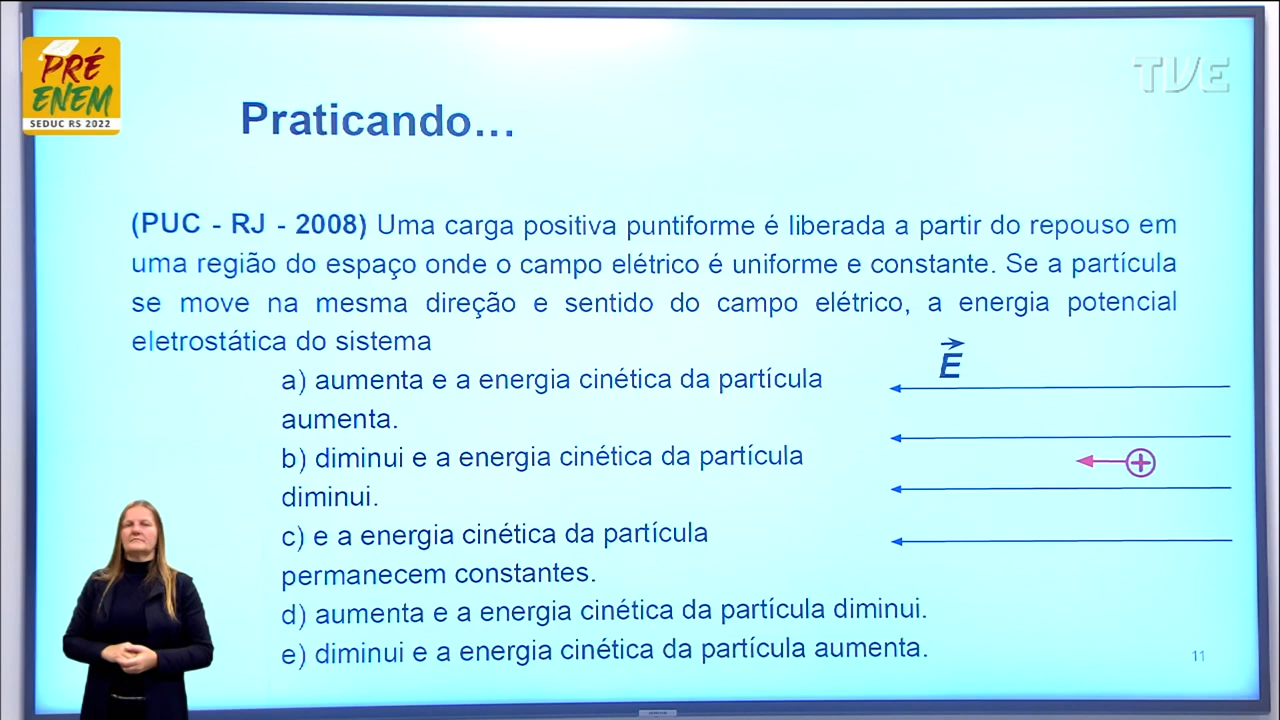 PRÉ
ENEM
SEDUC RS 2022
TVE
Praticando...
(PUC - RJ - 2008) Uma carga positiva puntiforme é liberada a partir do repouso em
uma região do espaço onde o campo elétrico é uniforme e constante. Se a partícula
se move na mesma direção e sentido do campo elétrico, a energia potencial
eletrostática do sistema
E
a) aumenta e a energia cinética da partícula
aumenta.
b) diminui e a energia cinética da partícula
diminui.
c) e a energia cinética da partícula
permanecem constantes.
d) aumenta e a energia cinética da partícula diminui.
e) diminui e a energia cinética da partícula aumenta.
11